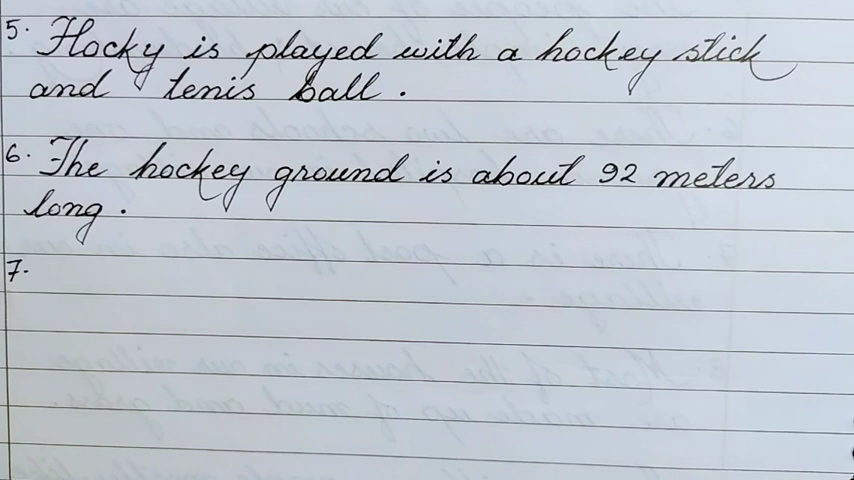 5. Hocky is played with a hockey stick
and tenis ball.
6. The hockey ground is about 92 meters
long.
7.